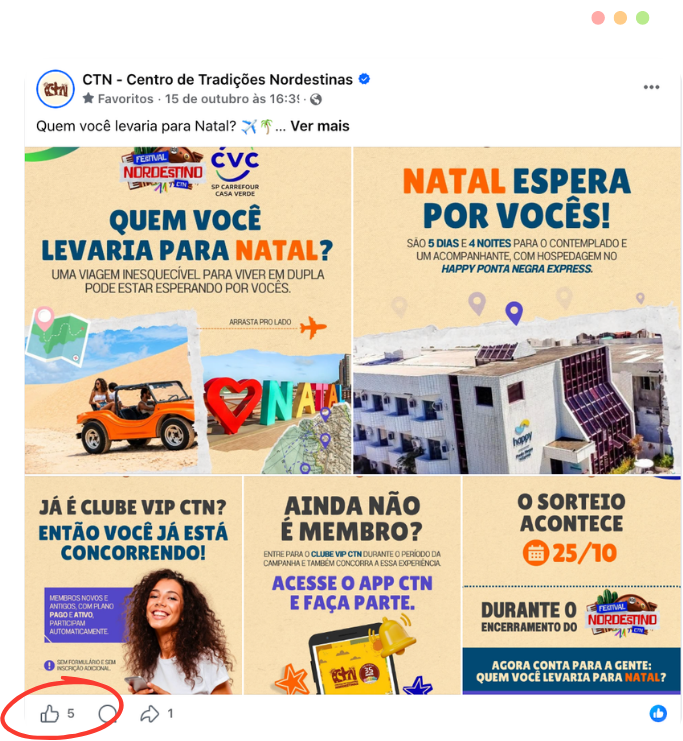 CTN - Centro de Tradições Nordestinas
Favoritos · 15 de outubro às 16:39 ·
Quem você levaria para Natal? ✈️🌴... Ver mais
FESTIVAL
NORDESTINO
CTN
CVC
SP CARREFOUR
CASA VERDE
QUEM VOCÊ
LEVARIA PARA NATAL?
UMA VIAGEM INESQUECÍVEL PARA VIVER EM DUPLA
PODE ESTAR ESPERANDO POR VOCÊS.
ARRASTA PRO LADO
NATAL
NATAL ESPERA
POR VOCÊS!
SÃO 5 DIAS E 4 NOITES PARA O CONTEMPLADO E
UM ACOMPANHANTE, COM HOSPEDAGEM NO
HAPPY PONTA NEGRA EXPRESS.
happy
JÁ É CLUBE VIP CTN?
ENTÃO VOCÊ JÁ ESTÁ
CONCORRENDO!
MEMBROS NOVOS E
ANTIGOS, COM PLANO
PAGO E ATIVO,
PARTICIPAM
AUTOMATICAMENTE.
SEM FORMULÁRIO E SEM
INSCRIÇÃO ADICIONAL.
AINDA NÃO
É MEMBRO?
ENTRE PARA O CLUBE VIP CTN DURANTE O PERÍODO DA
CAMPANHA E TAMBÉM CONCORRA A ESSA EXPERIÊNCIA.
ACESSE O APP CTN
E FAÇA PARTE.
CTN
35
O SORTEIO
ACONTECE
25/10
DURANTE O
ENCERRAMENTO DO
FESTIVAL
NORDESTINO
CTN
AGORA CONTA PARA A GENTE:
QUEM VOCÊ LEVARIA PARA NATAL?
5
1